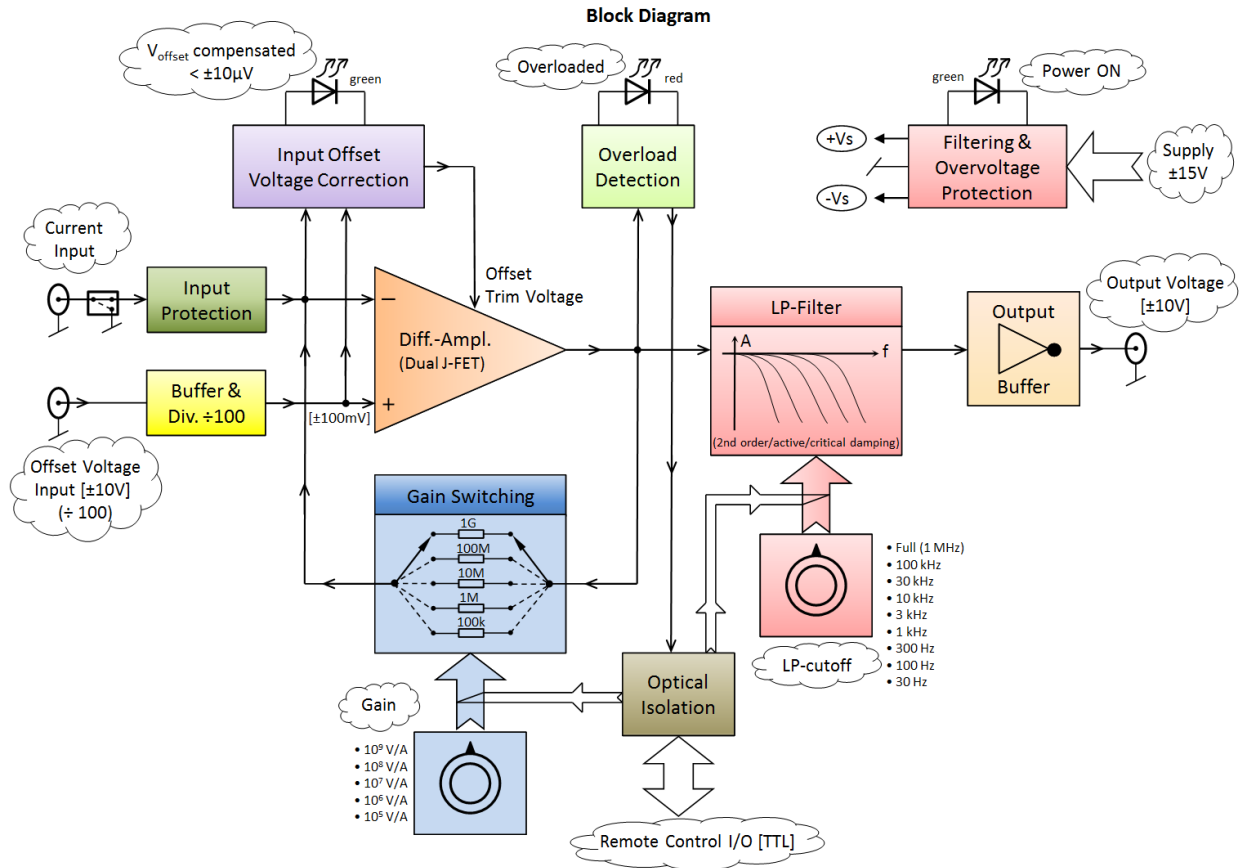 Block Diagram
Voffset compensated
< ±10µV
green
Overloaded
red
green
Power ON
Input Offset
Voltage Correction
Overload
Detection
+Vs
-Vs
Filtering &
Overvoltage
Protection
Supply
±15V
Current
Input
Input
Protection
Offset
Trim Voltage
−
Diff.-Ampl.
(Dual J-FET)
+
[±100mV]
Buffer &
Div. ÷100
Offset Voltage
Input [±10V]
(÷ 100)
LP-Filter
A
f
(2nd order/active/critical damping)
Output
Buffer
Output Voltage
[±10V]
Gain Switching
1G
100M
10M
1M
100k
• Full (1 MHz)
• 100 kHz
• 30 kHz
• 10 kHz
• 3 kHz
• 1 kHz
• 300 Hz
• 100 Hz
• 30 Hz
LP-cutoff
Optical
Isolation
Gain
• 10⁹ V/A
• 10⁸ V/A
• 10⁷ V/A
• 10⁶ V/A
• 10⁵ V/A
Remote Control I/O [TTL]